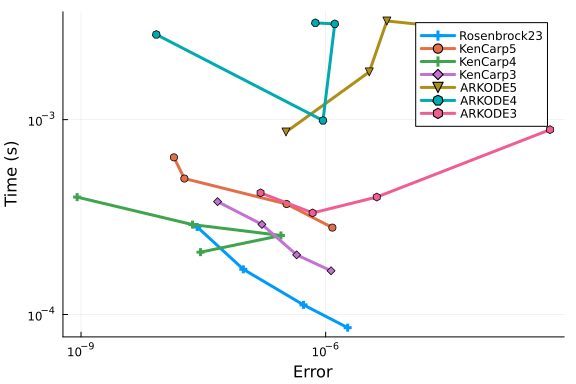 Rosenbrock23
KenCarp5
KenCarp4
KenCarp3
ARKODE5
ARKODE4
ARKODE3
Time (s)
10⁻³
10⁻⁴
10⁻⁹
10⁻⁶
Error